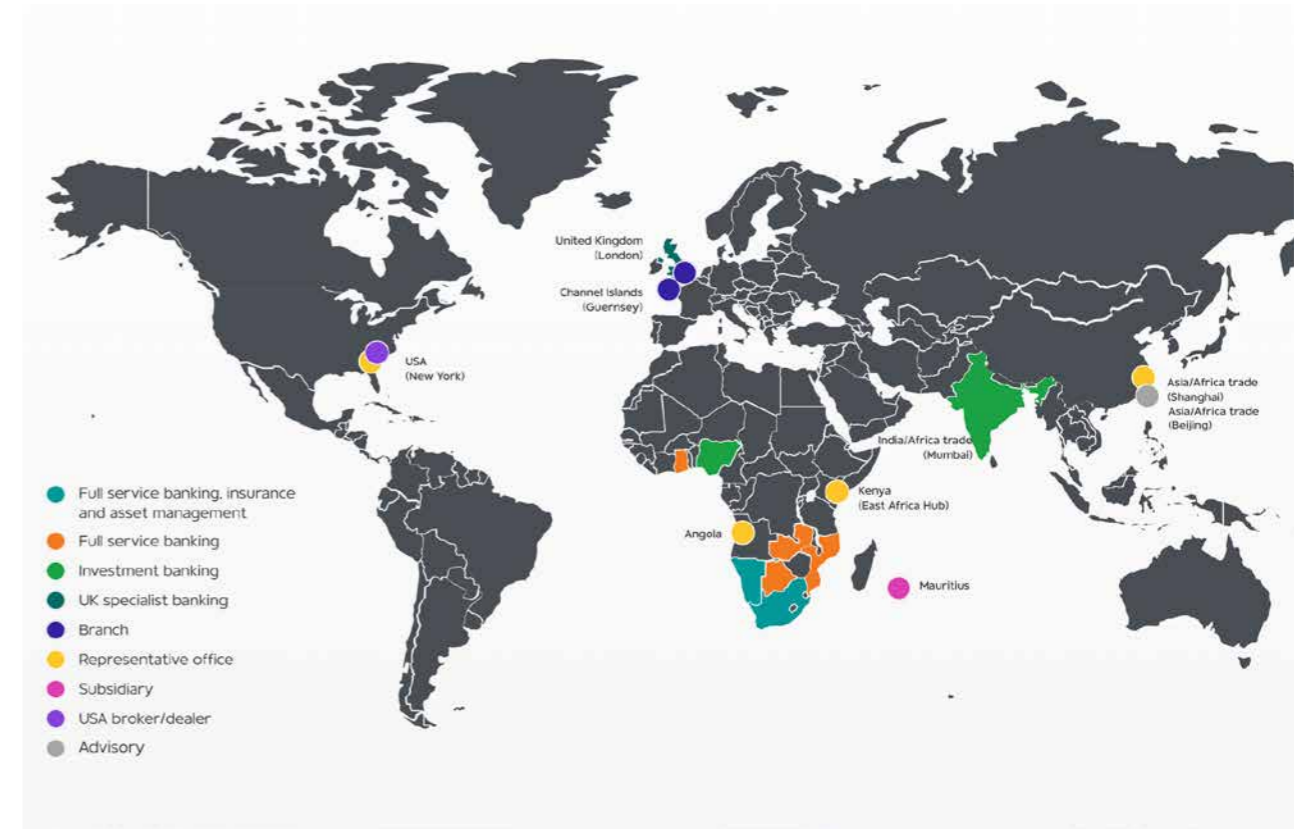 United Kingdom
(London)
Channel Islands
(Guernsey)
USA
(New York)
Asia/Africa trade
(Shanghai)
Asia/Africa trade
(Beijing)
India/Africa trade
(Mumbai)
Kenya
(East Africa Hub)
Angola
Mauritius
Full service banking, insurance
and asset management
Full service banking
Investment banking
UK specialist banking
Branch
Representative office
Subsidiary
USA broker/dealer
Advisory